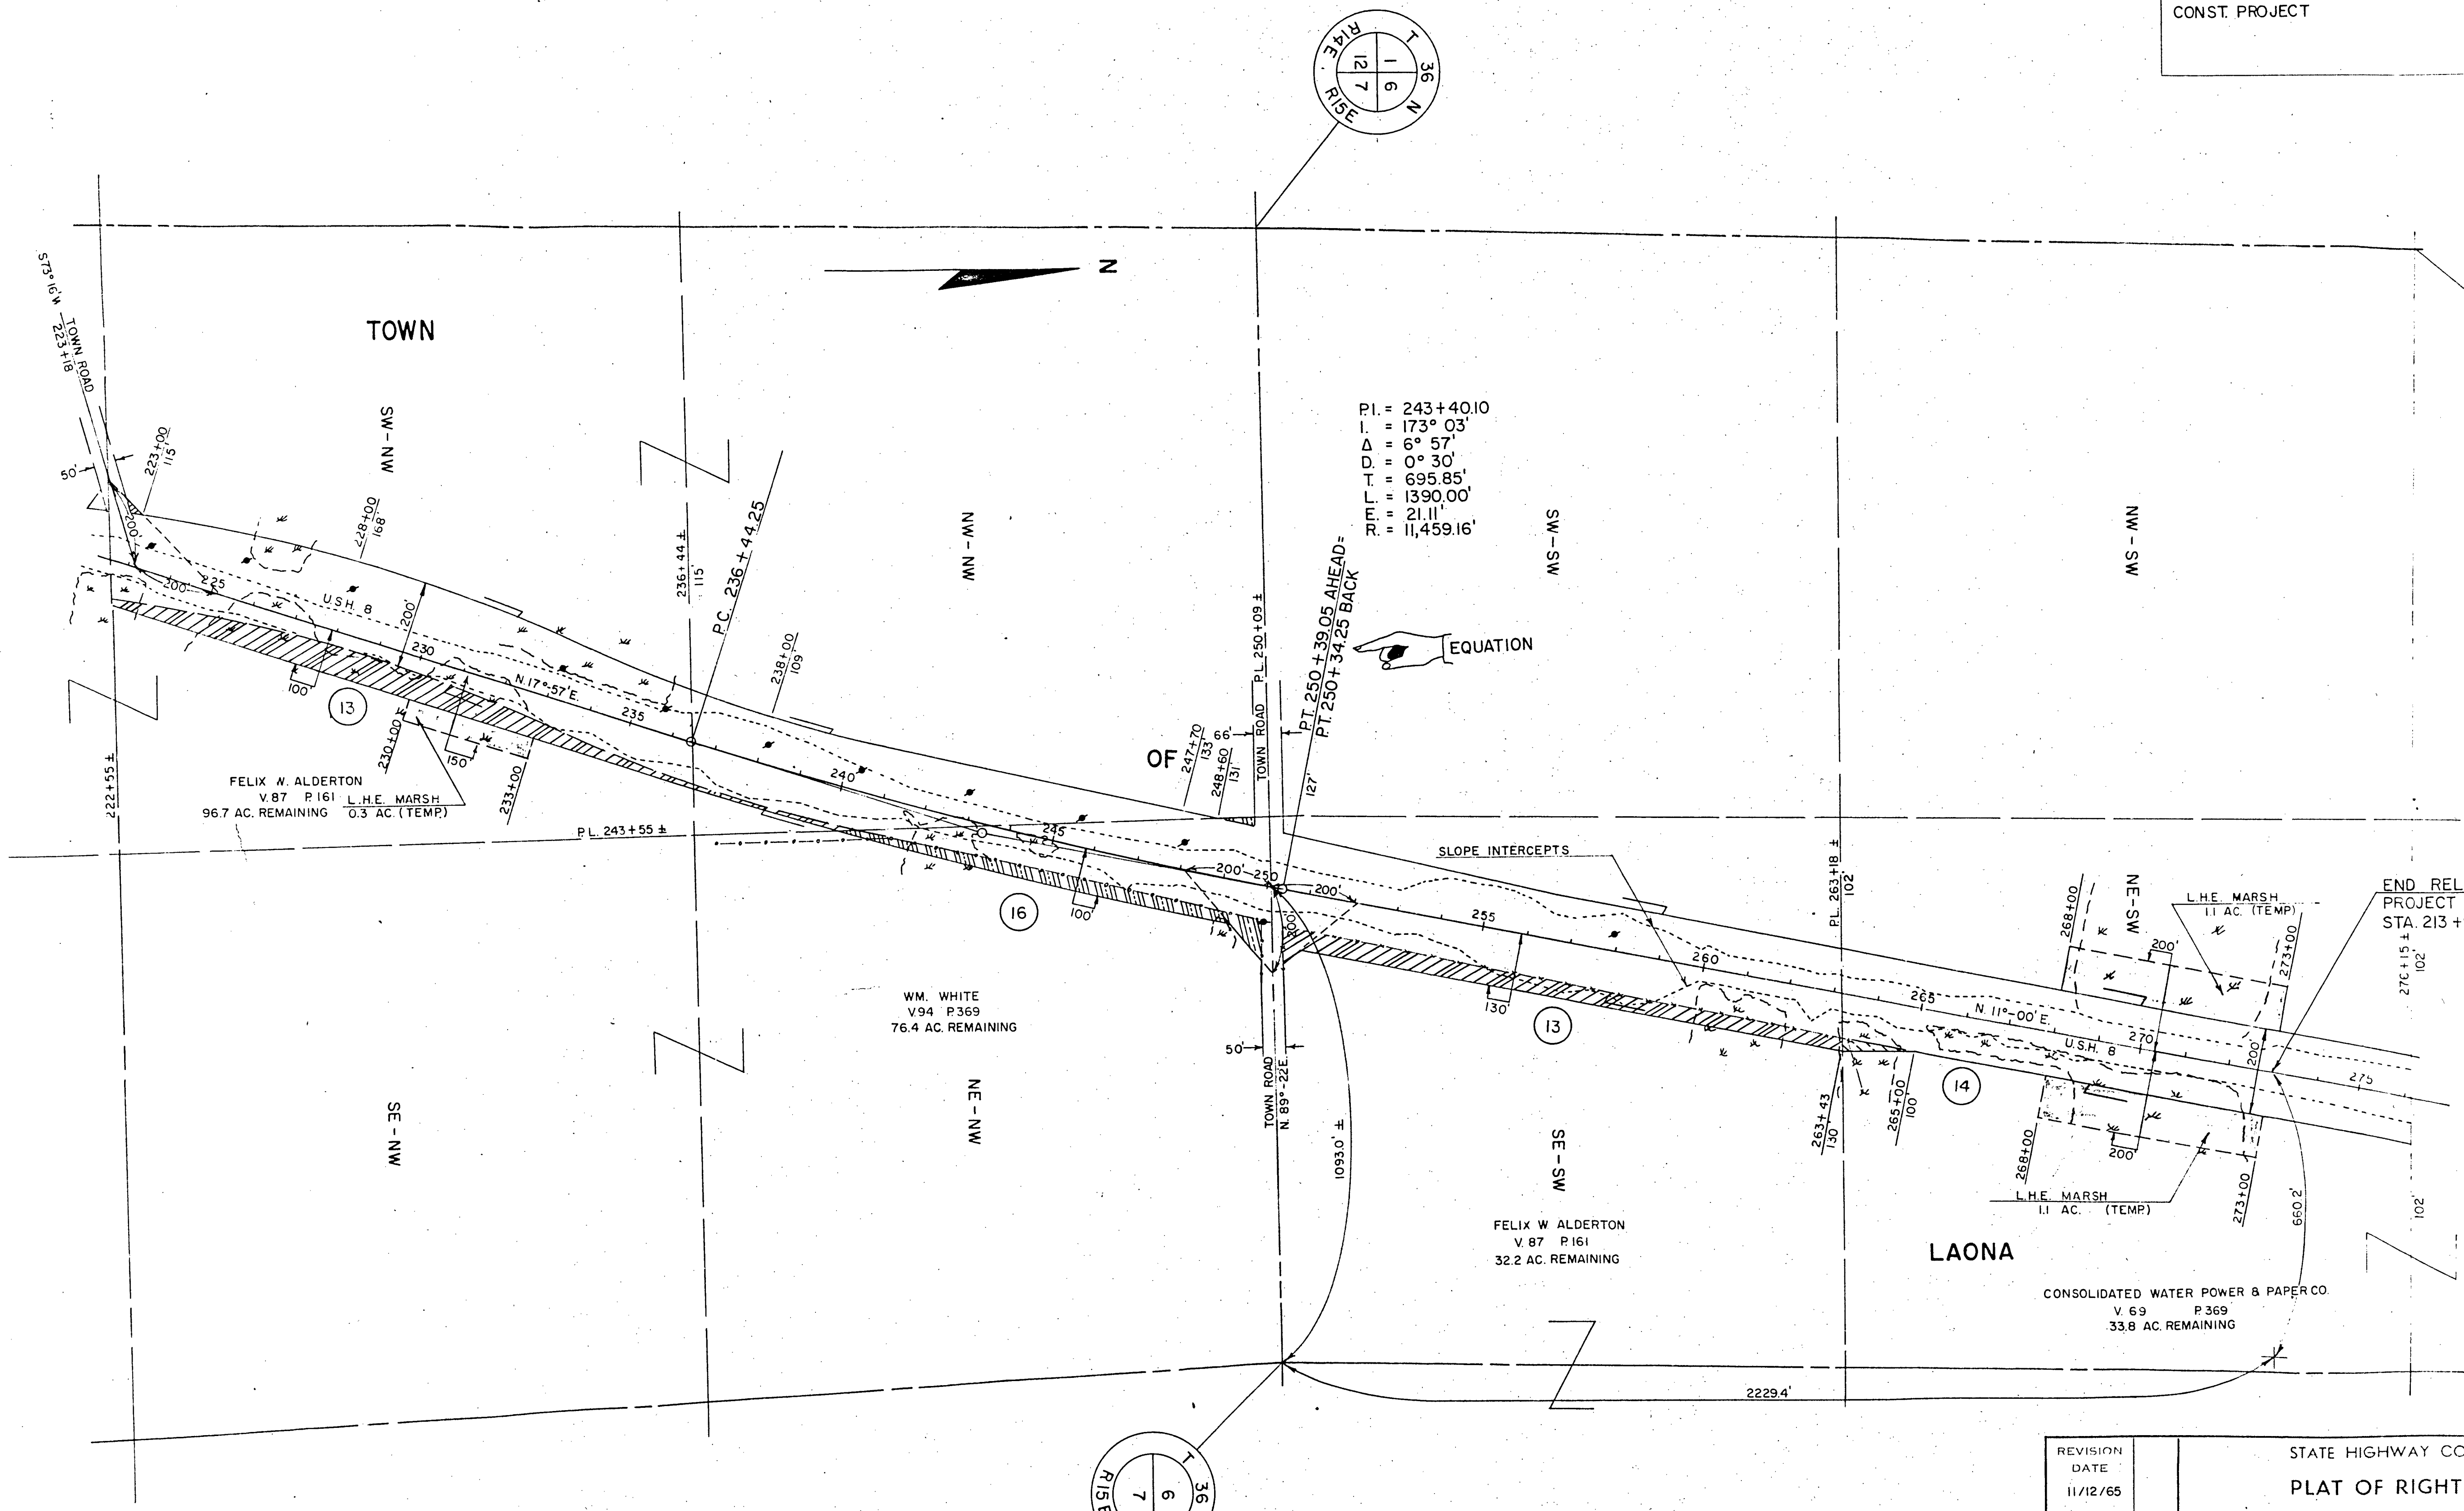 CONST. PROJECT
T 36 N
R14E. R15E
1 6
12 7
N
TOWN
S73°16'W
TOWN ROAD
223+18
50'
223+00
115'
SW-NW
228+00
168'
200'
200'
225
U.S.H. 8
200'
230
N.17°-57'E.
235
100'
13
230+00
150'
233+00
222+55 ±
FELIX W. ALDERTON
V.87 P.161
96.7 AC. REMAINING
L.H.E. MARSH
0.3 AC. (TEMP.)
236+44 ±
115'
P.C. 236+44.25
238+00
109'
NW-NW
P.L. 243+55 ±
240
245
OF
247+70
133'
248+60
131'
66'
TOWN ROAD P.L. 250+09 ±
P.I. = 243+40.10
I. = 173° 03'
Δ = 6° 57'
D. = 0° 30'
T. = 695.85'
L. = 1390.00'
E. = 21.11'
R. = 11,459.16'
P.T. 250+39.05 AHEAD=
P.T. 250+34.25 BACK
EQUATION
127'
SW-SW
NW-SW
16
100'
200'
250
200'
200'
SLOPE INTERCEPTS
255
260
130'
13
P.L. 263+18 ±
102'
265
N. 11°-00' E.
U.S.H. 8
270
275
268+00
NE-SW
L.H.E. MARSH
1.1 AC. (TEMP.)
200'
273+00
END REL
PROJECT
STA. 213+
276+15 ±
102'
200'
263+43
130'
265+00
100'
14
268+00
200'
273+00
L.H.E. MARSH
1.1 AC. (TEMP.)
660.2'
102'
WM. WHITE
V.94 P.369
76.4 AC. REMAINING
50'
TOWN ROAD
N. 89°-22'E.
1093.0' ±
SE-NW
NE-NW
SE-SW
FELIX W ALDERTON
V. 87 P.161
32.2 AC. REMAINING
LAONA
CONSOLIDATED WATER POWER & PAPER CO.
V. 69 P.369
33.8 AC. REMAINING
2229.4'
T 36
R15E
6
7
REVISION
DATE
11/12/65
STATE HIGHWAY CO
PLAT OF RIGHT